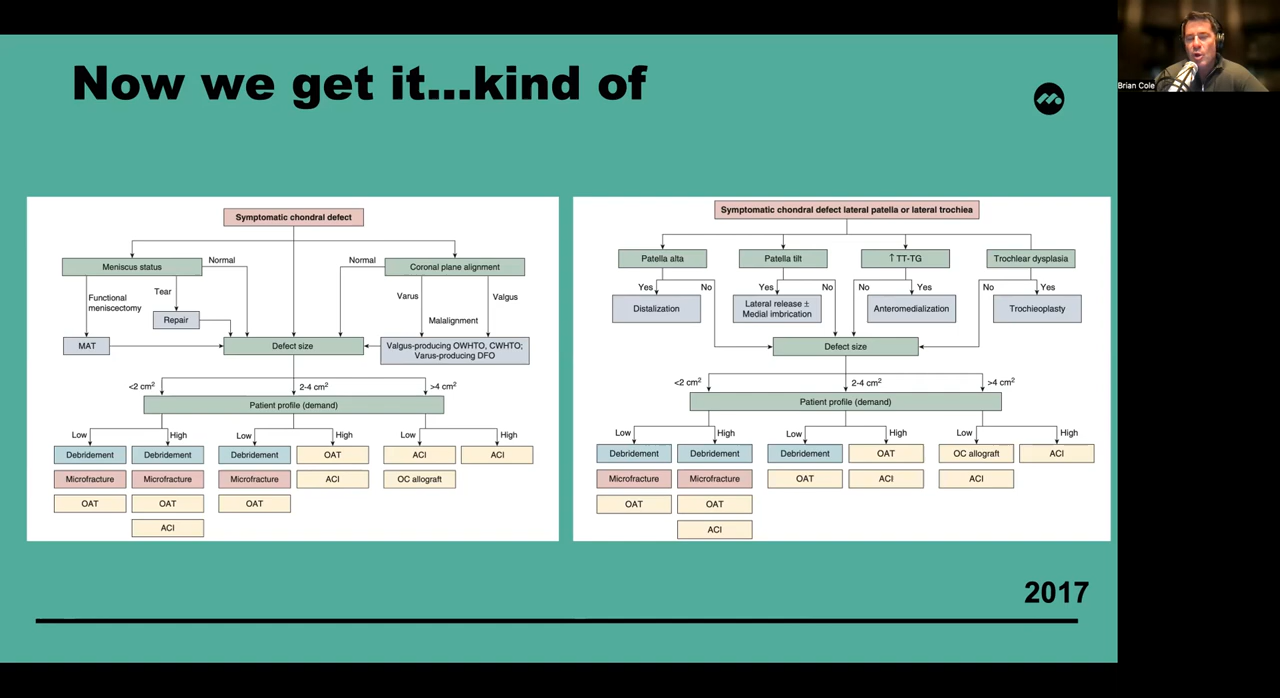 Now we get it...kind of
Brian Cole
Symptomatic chondral defect
Meniscus status
Normal
Normal
Coronal plane alignment
Functional
meniscectomy
Tear
Varus
Valgus
Malalignment
Repair
MAT
Defect size
Valgus-producing OWHTO, CWHTO;
Varus-producing DFO
<2 cm²
2-4 cm²
>4 cm²
Patient profile (demand)
Low
High
Low
High
Low
High
Debridement
Debridement
Debridement
OAT
ACI
ACI
Microfracture
Microfracture
Microfracture
ACI
OC allograft
OAT
OAT
OAT
ACI
Symptomatic chondral defect lateral patella or lateral trochlea
Patella alta
Patella tilt
↑ TT-TG
Trochlear dysplasia
Yes
No
Yes
No
No
Yes
No
Yes
Distalization
Lateral release ±
Medial imbrication
Anteromedialization
Trochleoplasty
Defect size
<2 cm²
2-4 cm²
>4 cm²
Patient profile (demand)
Low
High
Low
High
Low
High
Debridement
Debridement
Debridement
OAT
OC allograft
ACI
Microfracture
Microfracture
OAT
ACI
ACI
OAT
OAT
ACI
2017